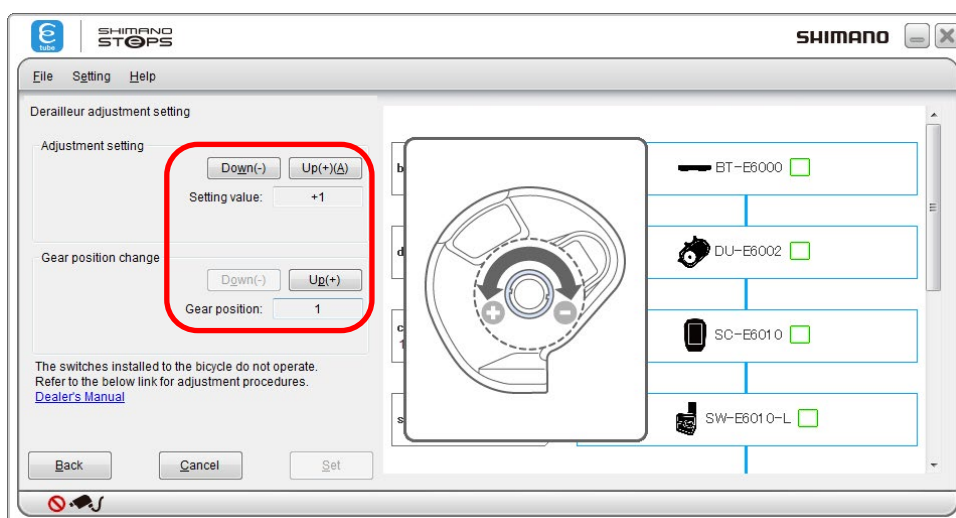 e
tube
SHIMANO
STePS
SHIMANO
File Setting Help
Derailleur adjustment setting
Adjustment setting
Down(-) Up(+)(A)
Setting value: +1
Gear position change
Down(-) Up(+)
Gear position: 1
The switches installed to the bicycle do not operate.
Refer to the below link for adjustment procedures.
Dealer's Manual
Back Cancel Set
b
BT-E6000
d
DU-E6002
+ −
c
1
SC-E6010
s
SW-E6010-L